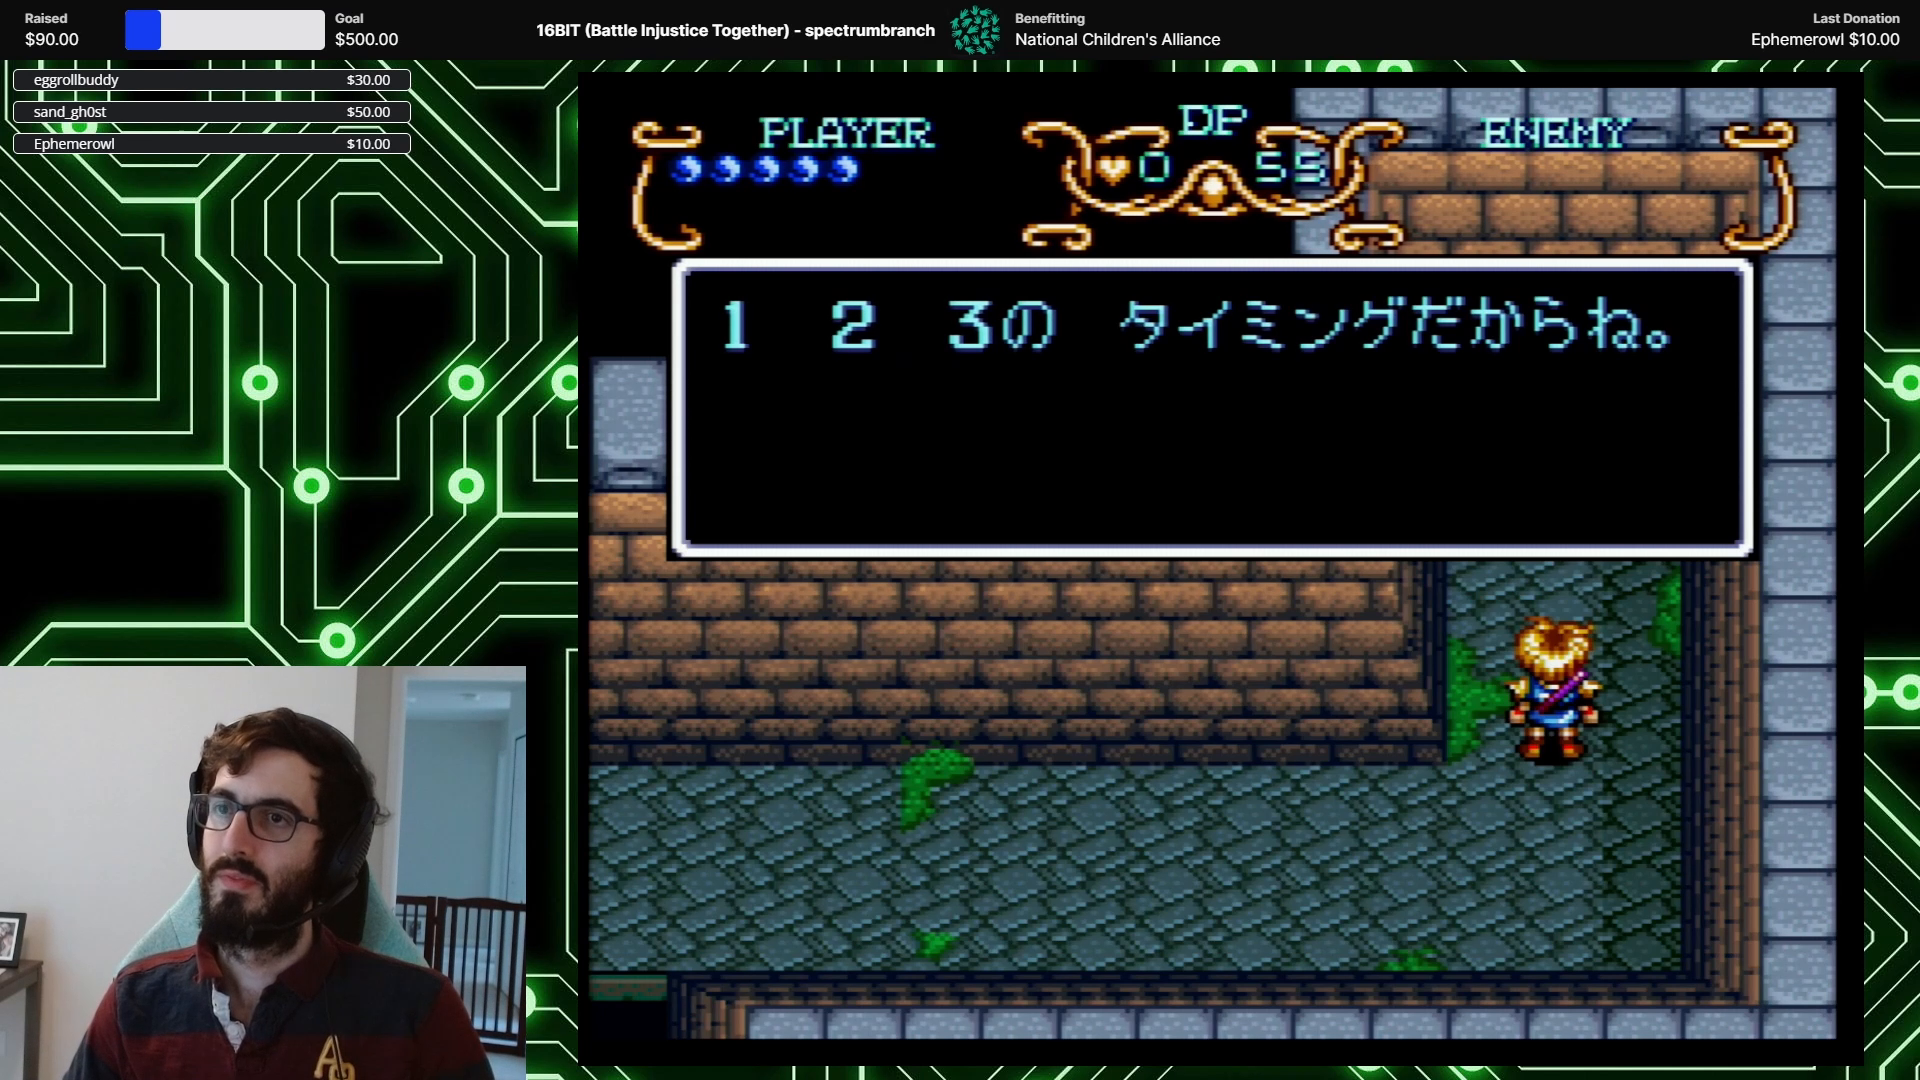 Raised
$90.00
Goal
$500.00
16BIT (Battle Injustice Together) - spectrumbranch
Benefitting
National Children's Alliance
Last Donation
Ephemerowl $10.00
eggrollbuddy $30.00
sand_gh0st $50.00
Ephemerowl $10.00
PLAYER
DP
ENEMY
0 55
1 2 3の タイミングだからね。